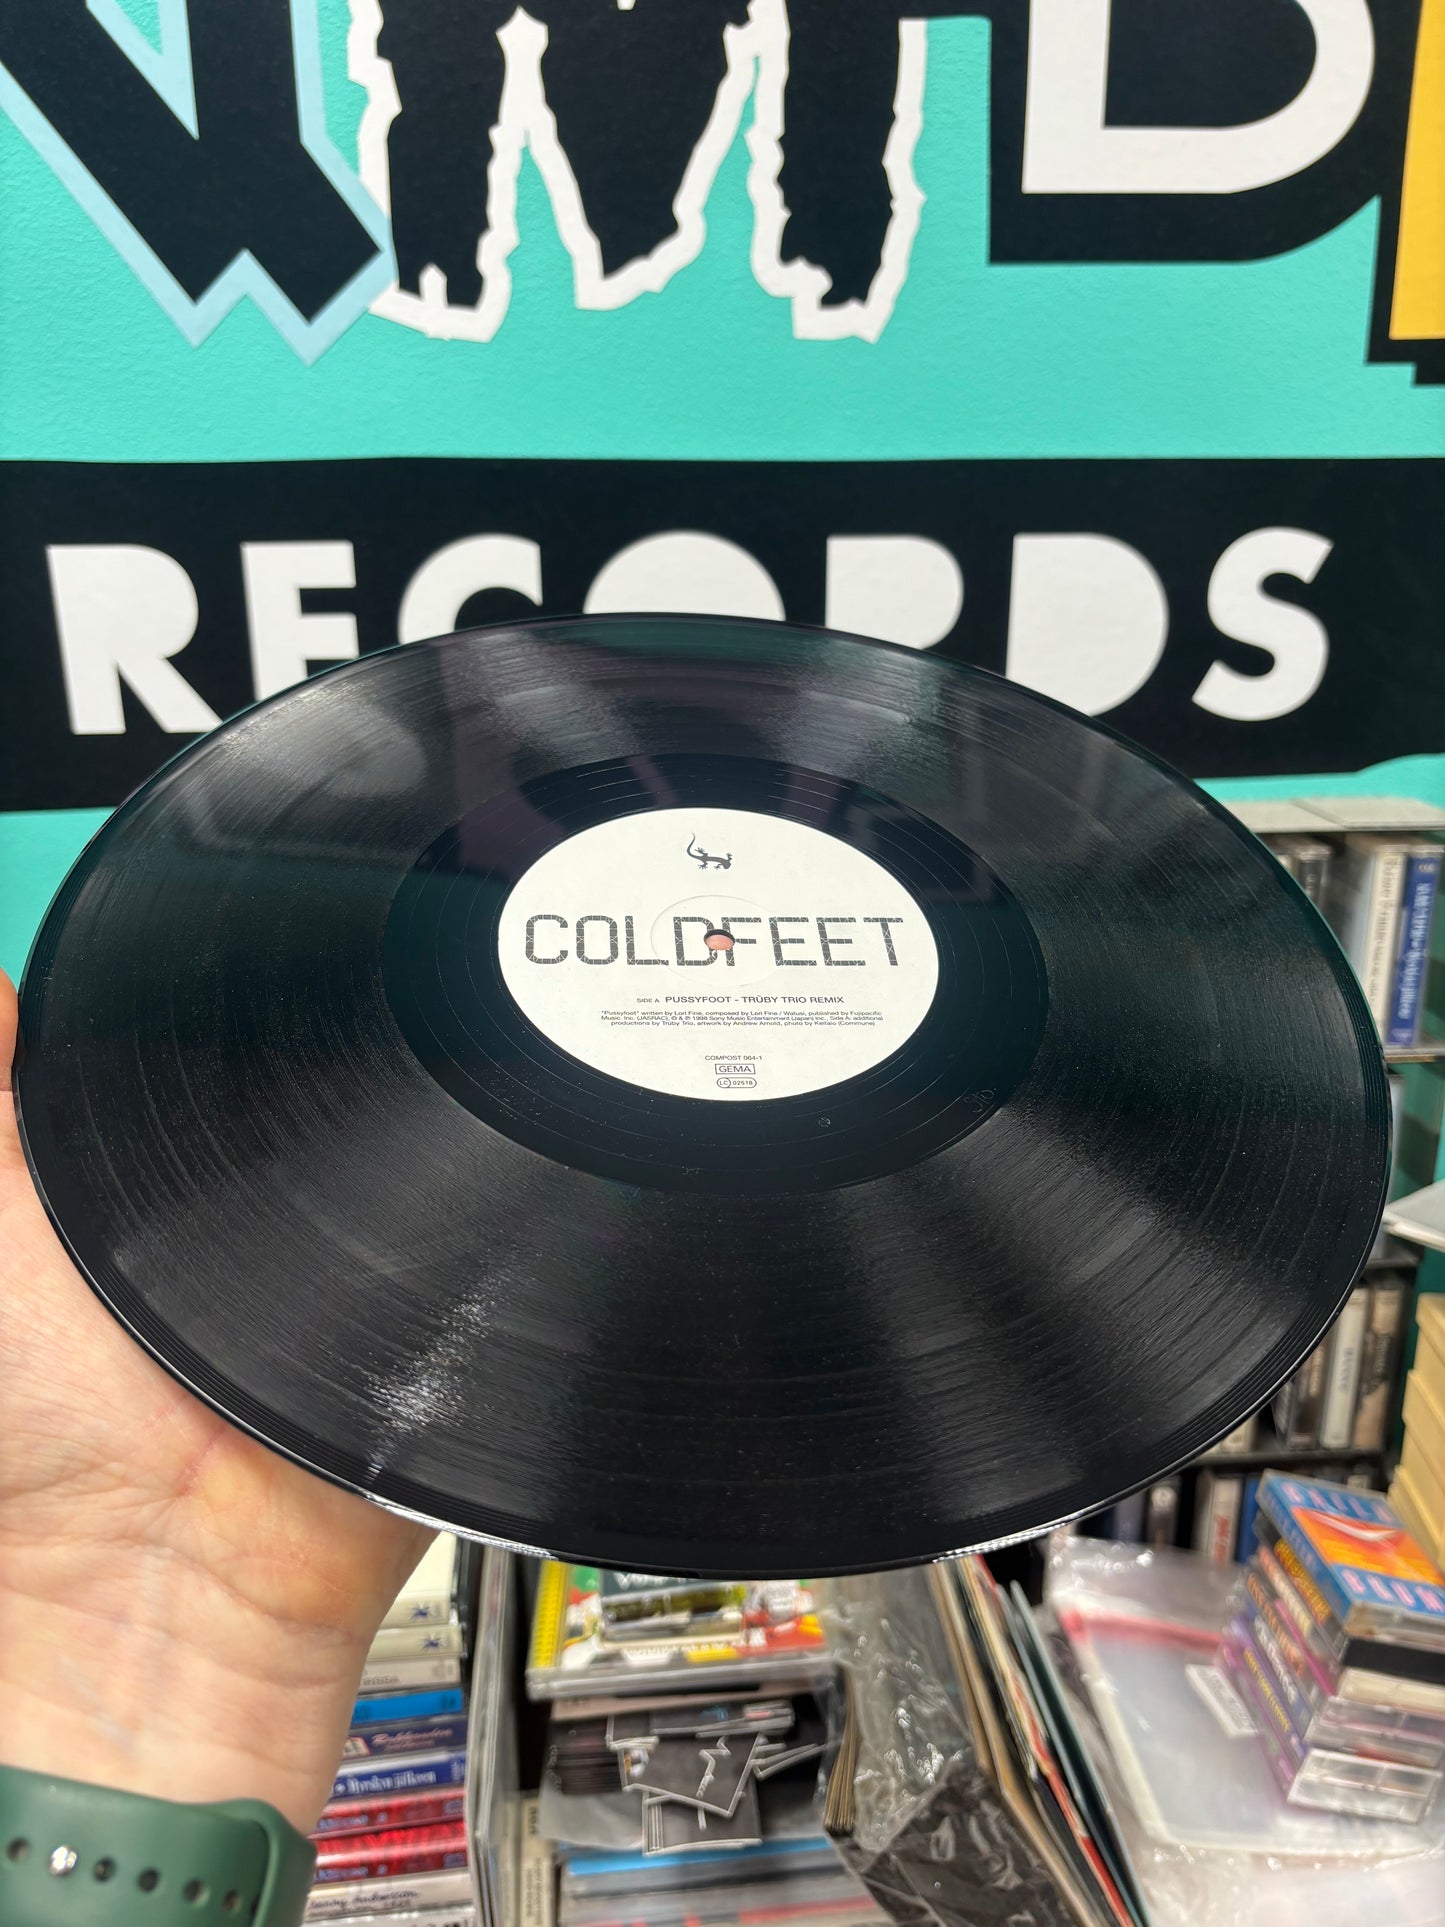 RECORDS
COLDFEET
SIDE A PUSSYFOOT - TRÜBY TRIO REMIX
"Pussyfoot" written by Lori Fine, composed by Lori Fine / Watusi, published by Fujipacific
Music. Inc. (JASRAC), © & ℗ 1998 Sony Music Entertainment (Japan) Inc., Side A: additional
productions by Trüby Trio, artwork by Andrew Arnold, photo by Keltaio (Commune)
COMPOST 064-1
GEMA
LC 02518